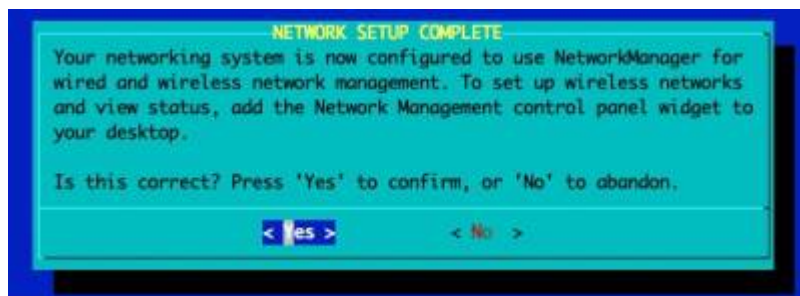 NETWORK SETUP COMPLETE
Your networking system is now configured to use NetworkManager for
wired and wireless network management. To set up wireless networks
and view status, add the Network Management control panel widget to
your desktop.
Is this correct? Press 'Yes' to confirm, or 'No' to abandon.
< Yes > < No >